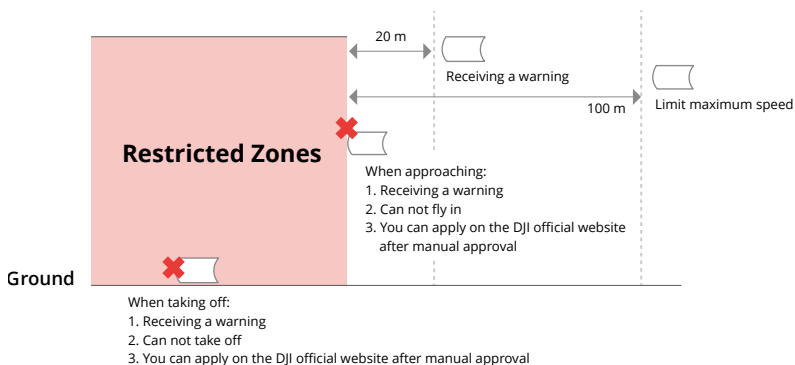 20 m
Receiving a warning
100 m
Limit maximum speed
Restricted Zones
When approaching:
1. Receiving a warning
2. Can not fly in
3. You can apply on the DJI official website
after manual approval
Ground
When taking off:
1. Receiving a warning
2. Can not take off
3. You can apply on the DJI official website after manual approval